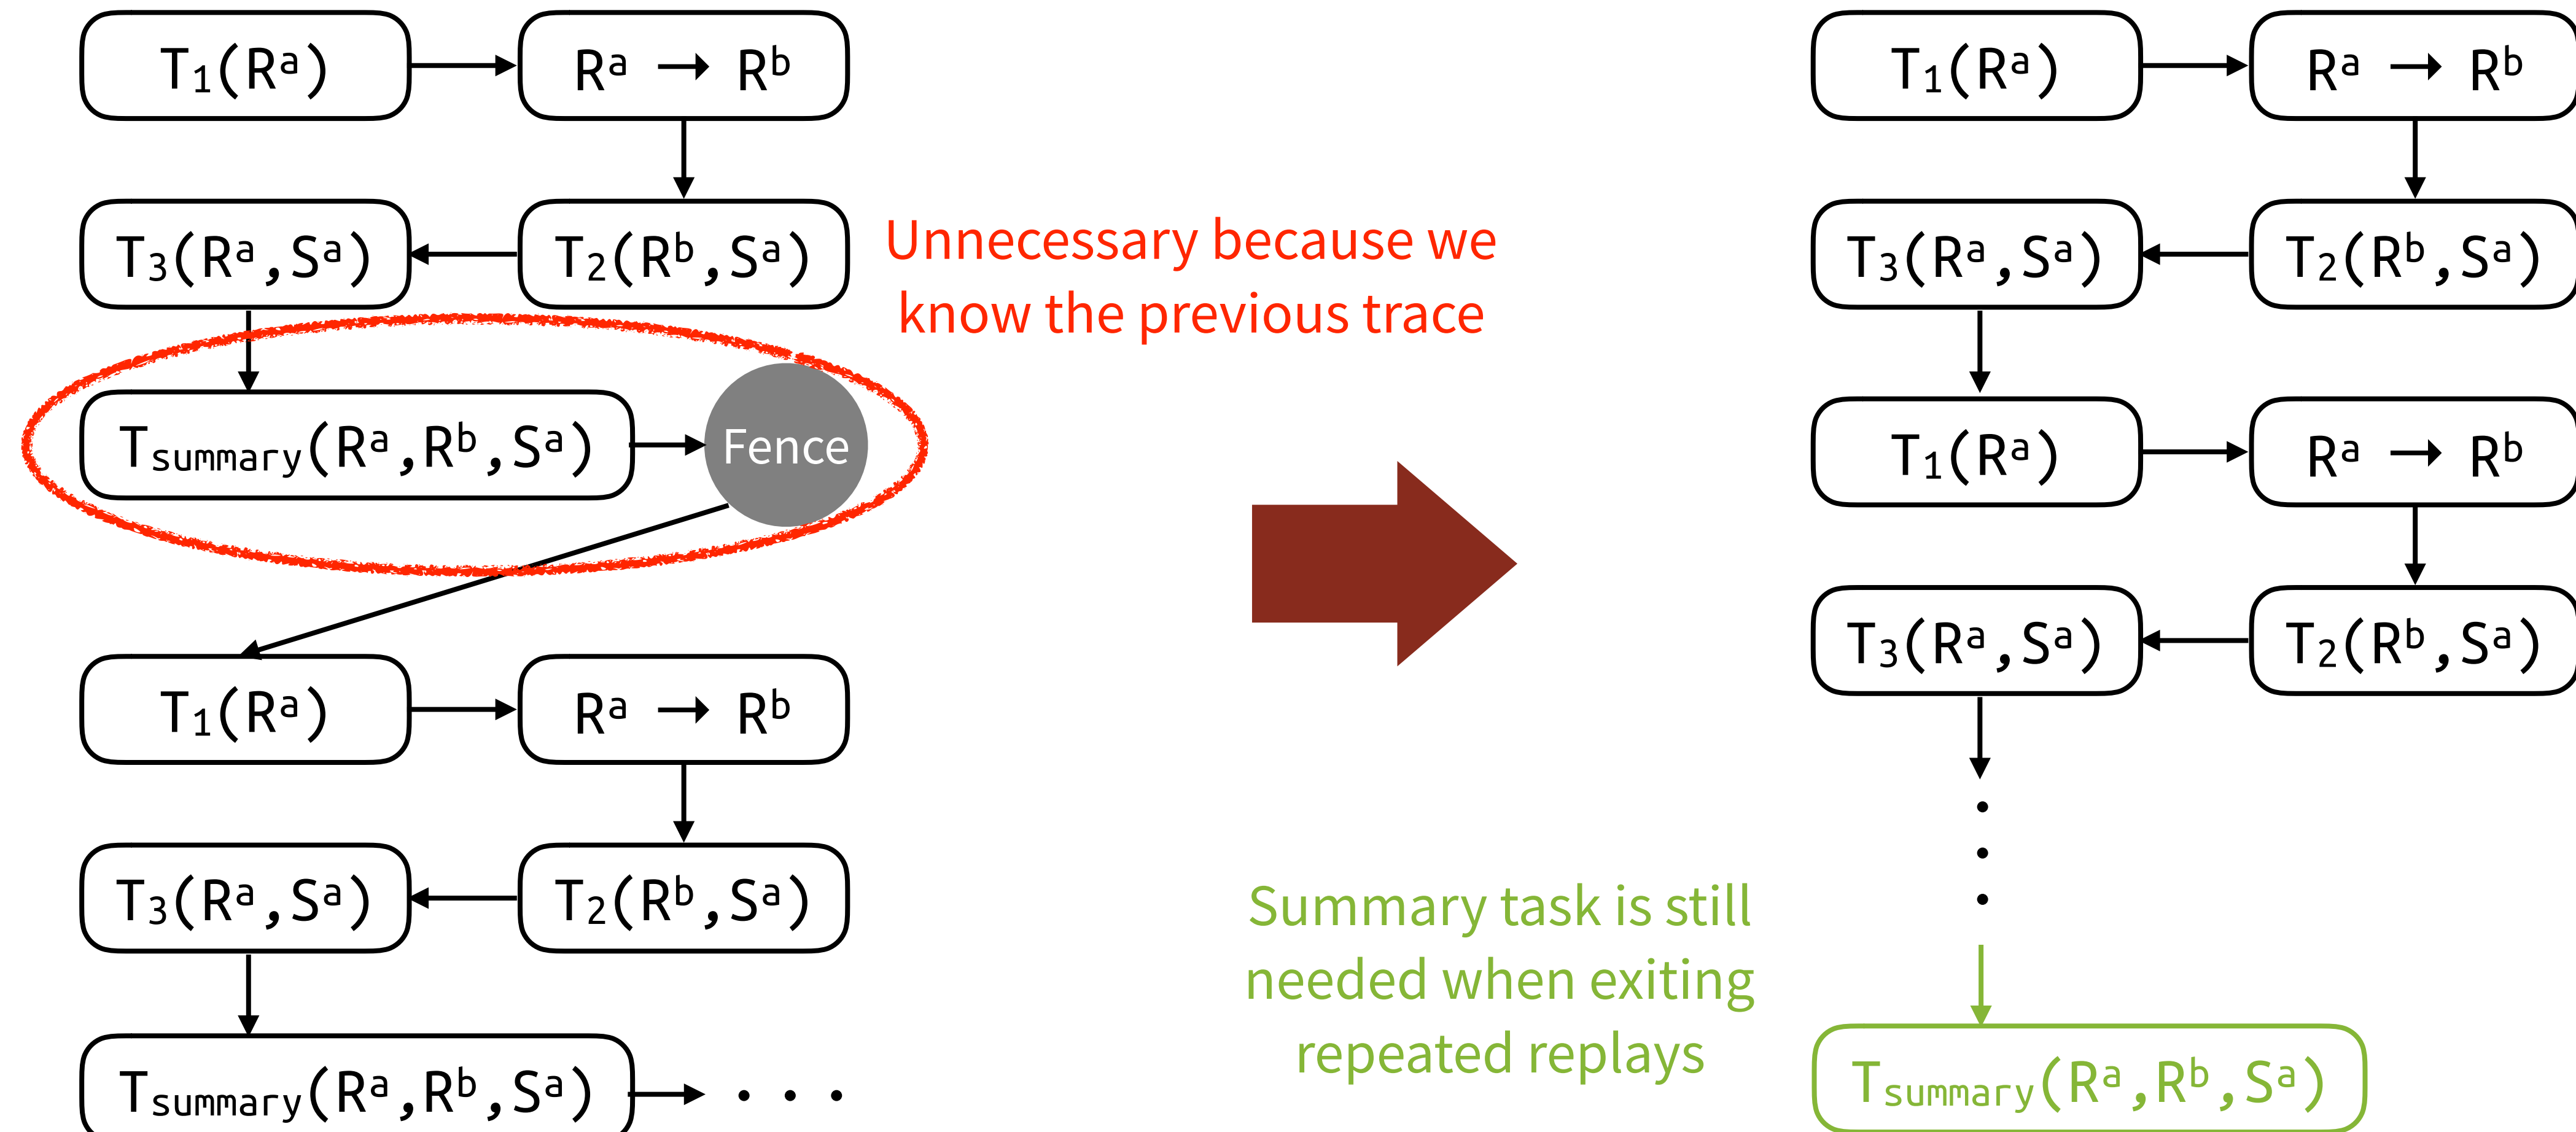 T₁(Rᵃ)
Rᵃ → Rᵇ
T₃(Rᵃ,Sᵃ)
T₂(Rᵇ,Sᵃ)
Unnecessary because we
know the previous trace
Tsummary(Rᵃ,Rᵇ,Sᵃ)
Fence
T₁(Rᵃ)
Rᵃ → Rᵇ
T₃(Rᵃ,Sᵃ)
T₂(Rᵇ,Sᵃ)
Tsummary(Rᵃ,Rᵇ,Sᵃ)
. . .
T₁(Rᵃ)
Rᵃ → Rᵇ
T₃(Rᵃ,Sᵃ)
T₂(Rᵇ,Sᵃ)
T₁(Rᵃ)
Rᵃ → Rᵇ
T₃(Rᵃ,Sᵃ)
T₂(Rᵇ,Sᵃ)
Summary task is still
needed when exiting
repeated replays
Tsummary(Rᵃ,Rᵇ,Sᵃ)